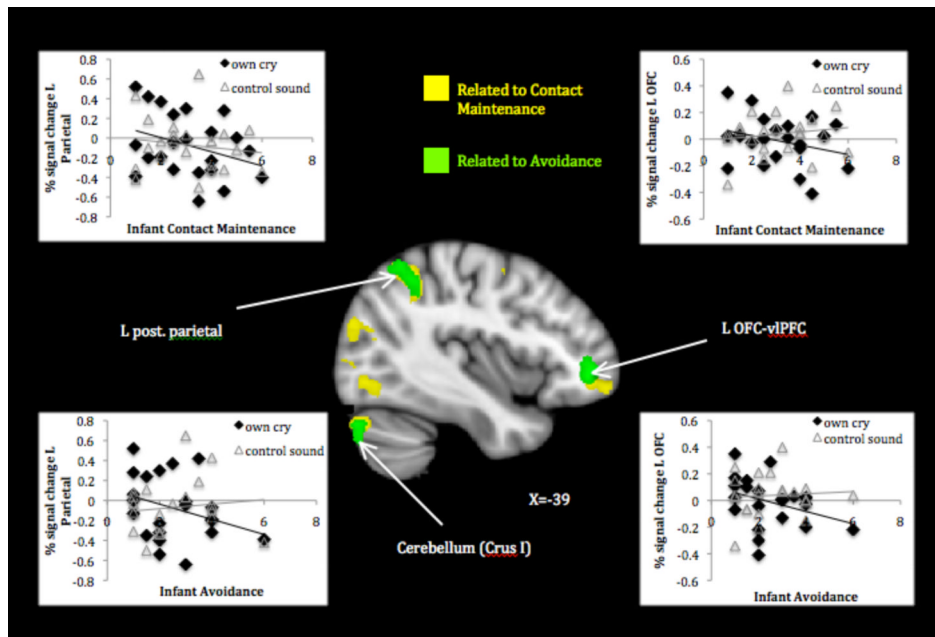 0.8
0.6
0.4
0.2
0
-0.2
-0.4
-0.6
-0.8
0 2 4 6 8
own cry
control sound
% signal change L
Parietal
Infant Contact Maintenance
Related to Contact
Maintenance
Related to Avoidance
0.6
0.4
0.2
0
-0.2
-0.4
-0.6
0 2 4 6 8
own cry
control sound
% signal change L OFC
Infant Contact Maintenance
L post. parietal
L OFC-vlPFC
0.8
0.6
0.4
0.2
0
-0.2
-0.4
-0.6
-0.8
0 2 4 6 8
own cry
control sound
% signal change L
Parietal
Infant Avoidance
X=-39
Cerebellum (Crus I)
0.6
0.4
0.2
0
-0.2
-0.4
-0.6
0 2 4 6 8
own cry
control sound
% signal change L OFC
Infant Avoidance